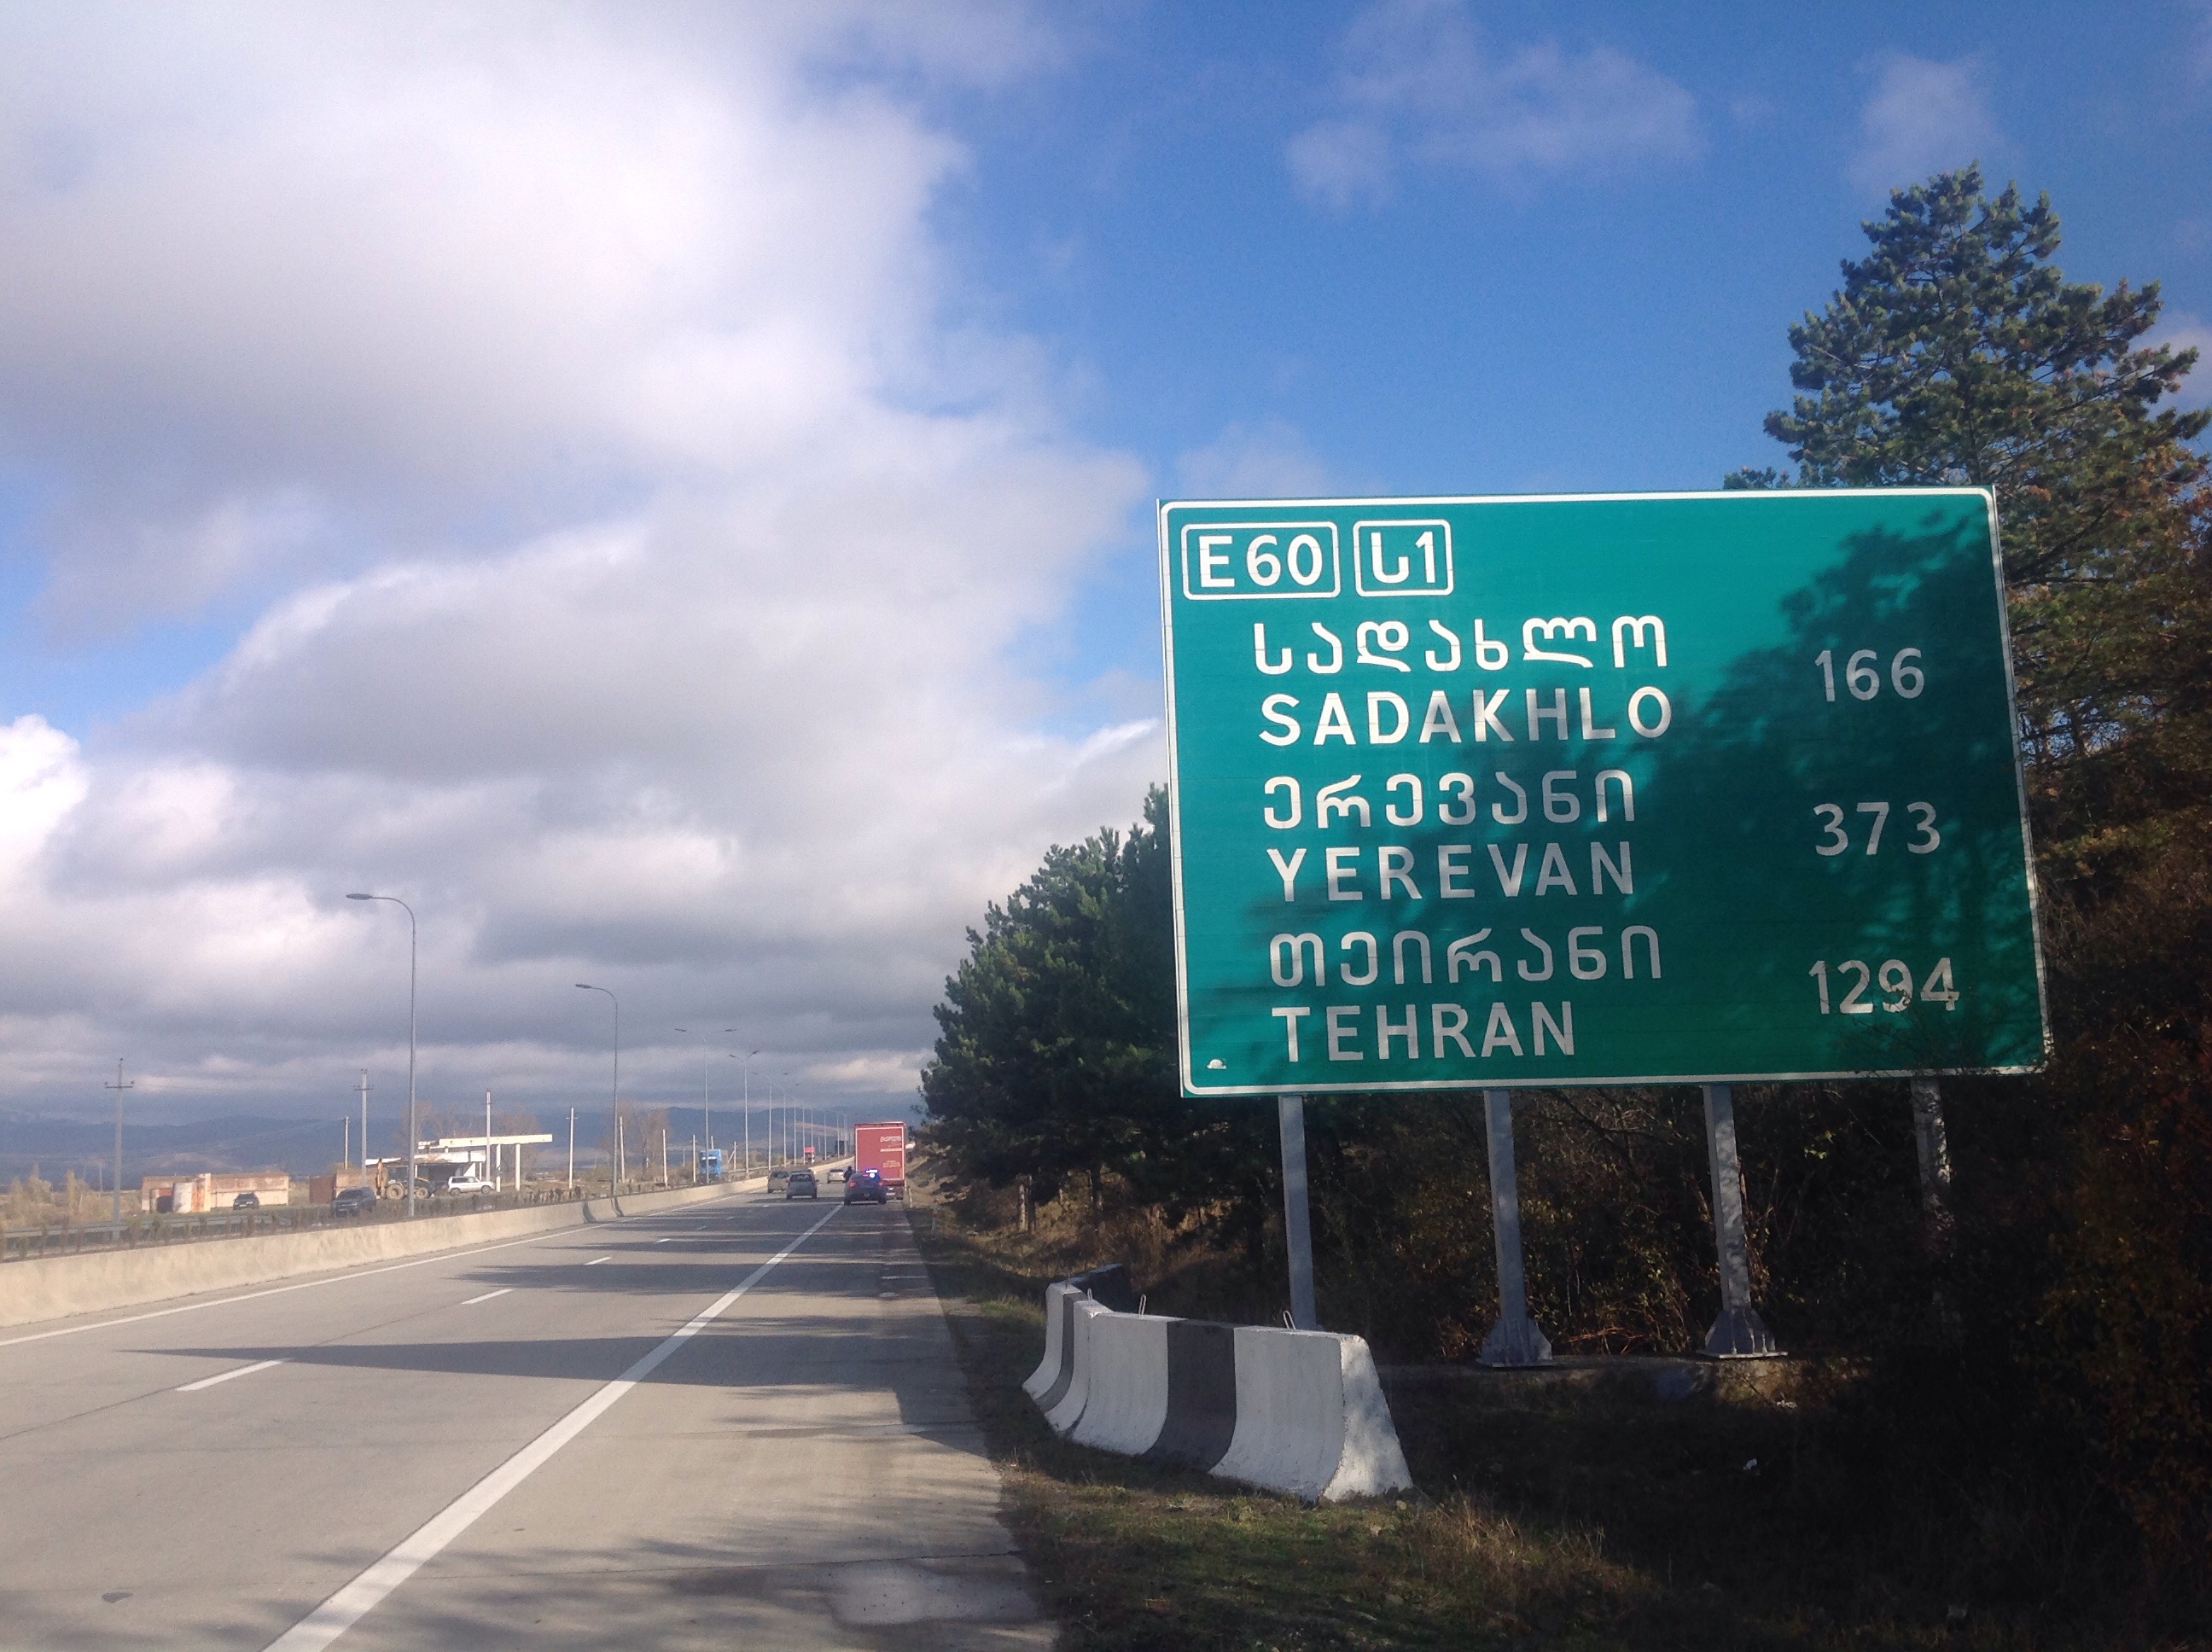 E60 ს1
სადახლო
166
SADAKHLO
ერევანი
373
YEREVAN
თეირანი
1294
TEHRAN